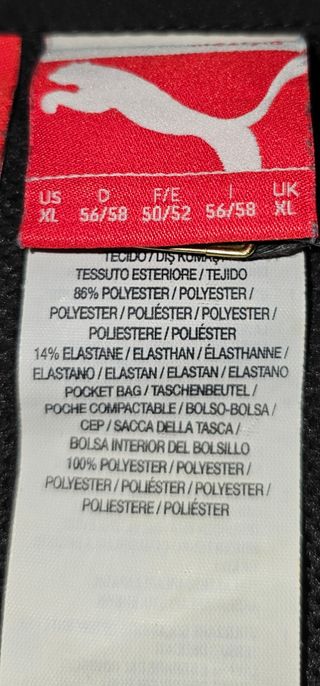 US D F/E I UK
XL 56/58 50/52 56/58 XL
TECIDO / DIŞ KUMAŞ
TESSUTO ESTERIORE / TEJIDO
86% POLYESTER / POLYESTER /
POLYESTER / POLIÉSTER / POLYESTER /
POLIESTERE / POLIÉSTER
14% ELASTANE / ELASTHAN / ÉLASTHANNE /
ELASTANO / ELASTAN / ELASTAN / ELASTANO
POCKET BAG / TASCHENBEUTEL /
POCHE COMPACTABLE / BOLSO-BOLSA /
CEP / SACCA DELLA TASCA /
BOLSA INTERIOR DEL BOLSILLO
100% POLYESTER / POLYESTER /
POLYESTER / POLIÉSTER / POLYESTER /
POLIESTERE / POLIÉSTER